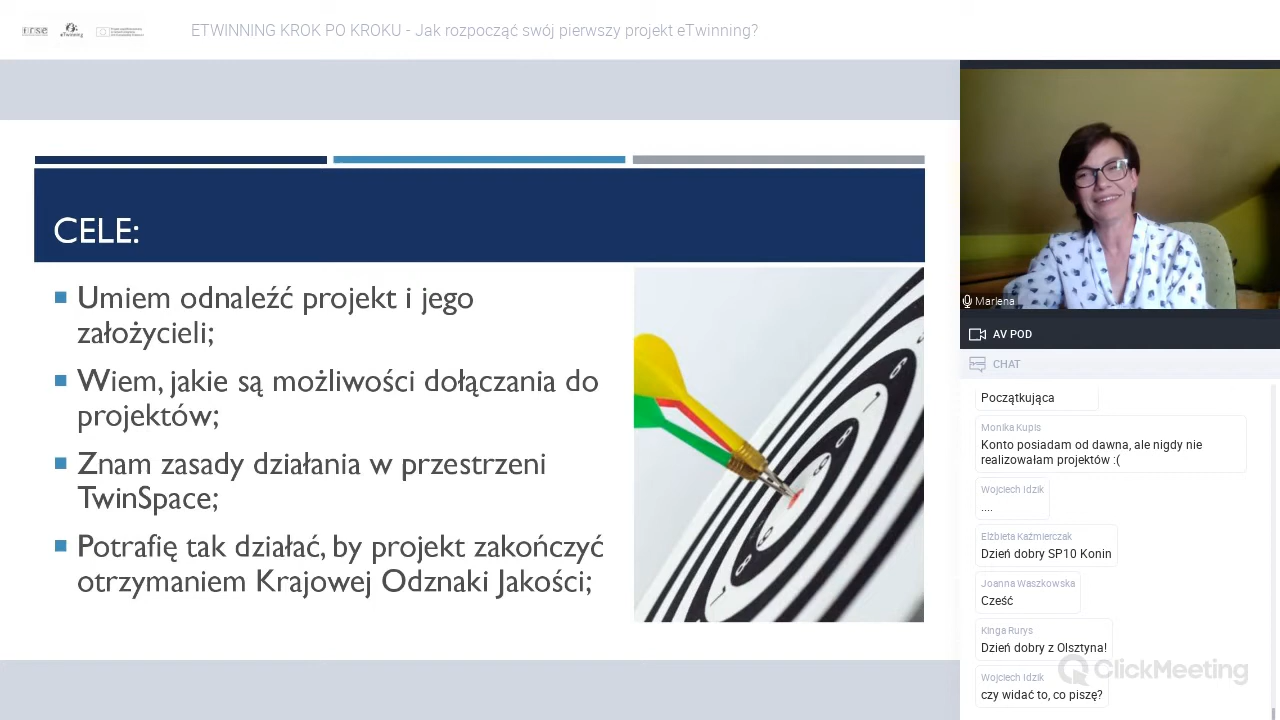 frse
eTwinning
ETWINNING KROK PO KROKU - Jak rozpocząć swój pierwszy projekt eTwinning?
CELE:
Umiem odnaleźć projekt i jego
założycieli;
Wiem, jakie są możliwości dołączania do
projektów;
Znam zasady działania w przestrzeni
TwinSpace;
Potrafię tak działać, by projekt zakończyć
otrzymaniem Krajowej Odznaki Jakości;
Marlena
AV POD
CHAT
Początkująca
Monika Kupis
Konto posiadam od dawna, ale nigdy nie
realizowałam projektów :(
Wojciech Idzik
....
Elżbieta Kaźmierczak
Dzień dobry SP10 Konin
Joanna Waszkowska
Cześć
Kinga Rurys
Dzień dobry z Olsztyna!
Wojciech Idzik
czy widać to, co piszę?
ClickMeeting